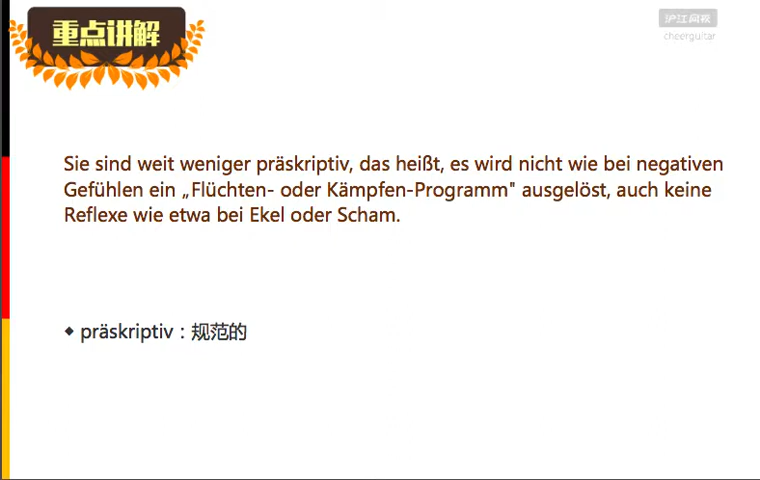 重点讲解
沪江网校
cheerguitar
Sie sind weit weniger präskriptiv, das heißt, es wird nicht wie bei negativen
Gefühlen ein „Flüchten- oder Kämpfen-Programm" ausgelöst, auch keine
Reflexe wie etwa bei Ekel oder Scham.
◆ präskriptiv：规范的